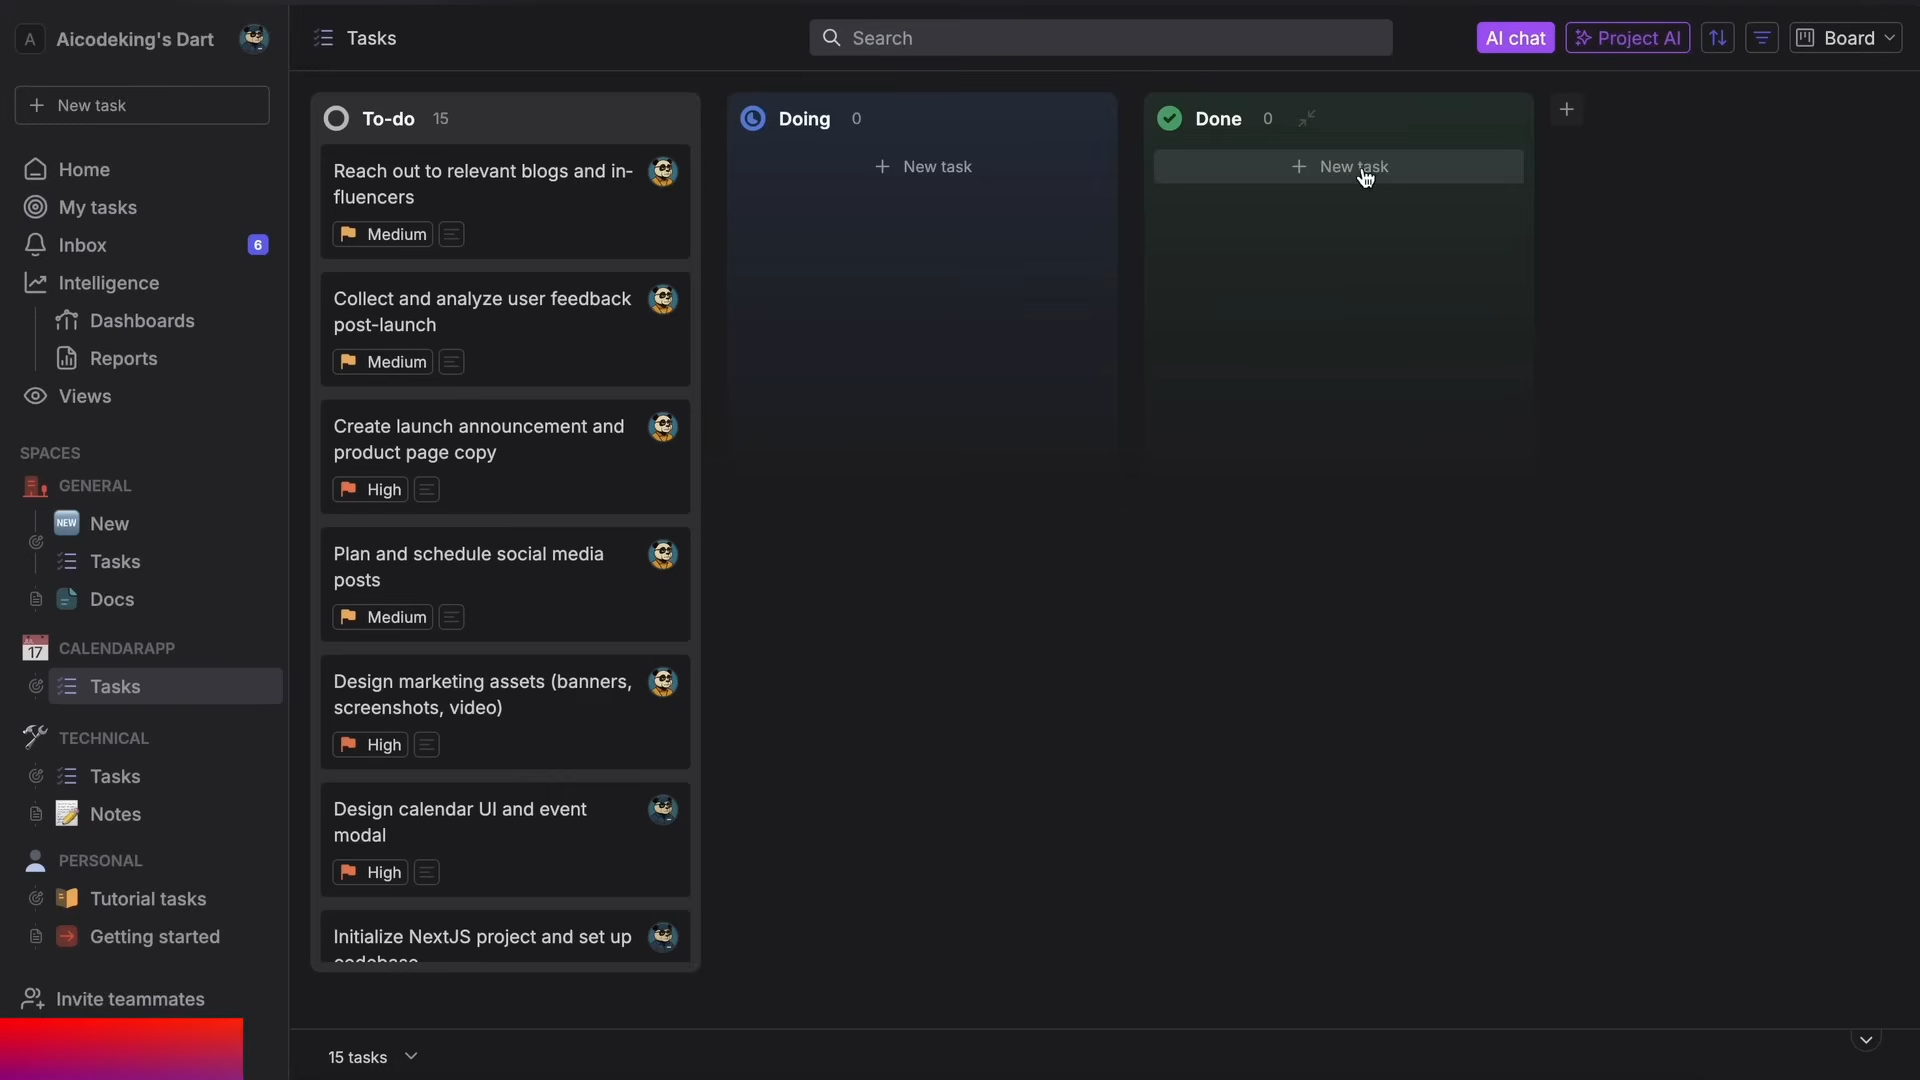 A
Aicodeking's Dart
New task
Home
My tasks
Inbox
6
Intelligence
Dashboards
Reports
Views
SPACES
GENERAL
NEW
New
Tasks
Docs
17
CALENDARAPP
Tasks
TECHNICAL
Tasks
Notes
PERSONAL
Tutorial tasks
Getting started
Invite teammates
Tasks
Search
AI chat
Project AI
Board
To-do 15
Reach out to relevant blogs and in-
fluencers
Medium
Collect and analyze user feedback
post-launch
Medium
Create launch announcement and
product page copy
High
Plan and schedule social media
posts
Medium
Design marketing assets (banners,
screenshots, video)
High
Design calendar UI and event
modal
High
Initialize NextJS project and set up
codebase
Doing 0
New task
Done 0
New task
15 tasks